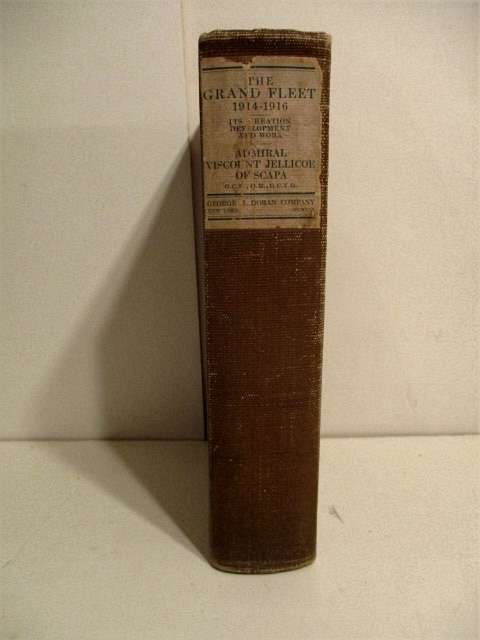 THE
GRAND FLEET
1914-1916
ITS CREATION
DEVELOPMENT
AND WORK
ADMIRAL
VISCOUNT JELLICOE
OF SCAPA
G.C.B., O.M., G.C.V.O.
GEORGE H. DORAN COMPANY
NEW YORK